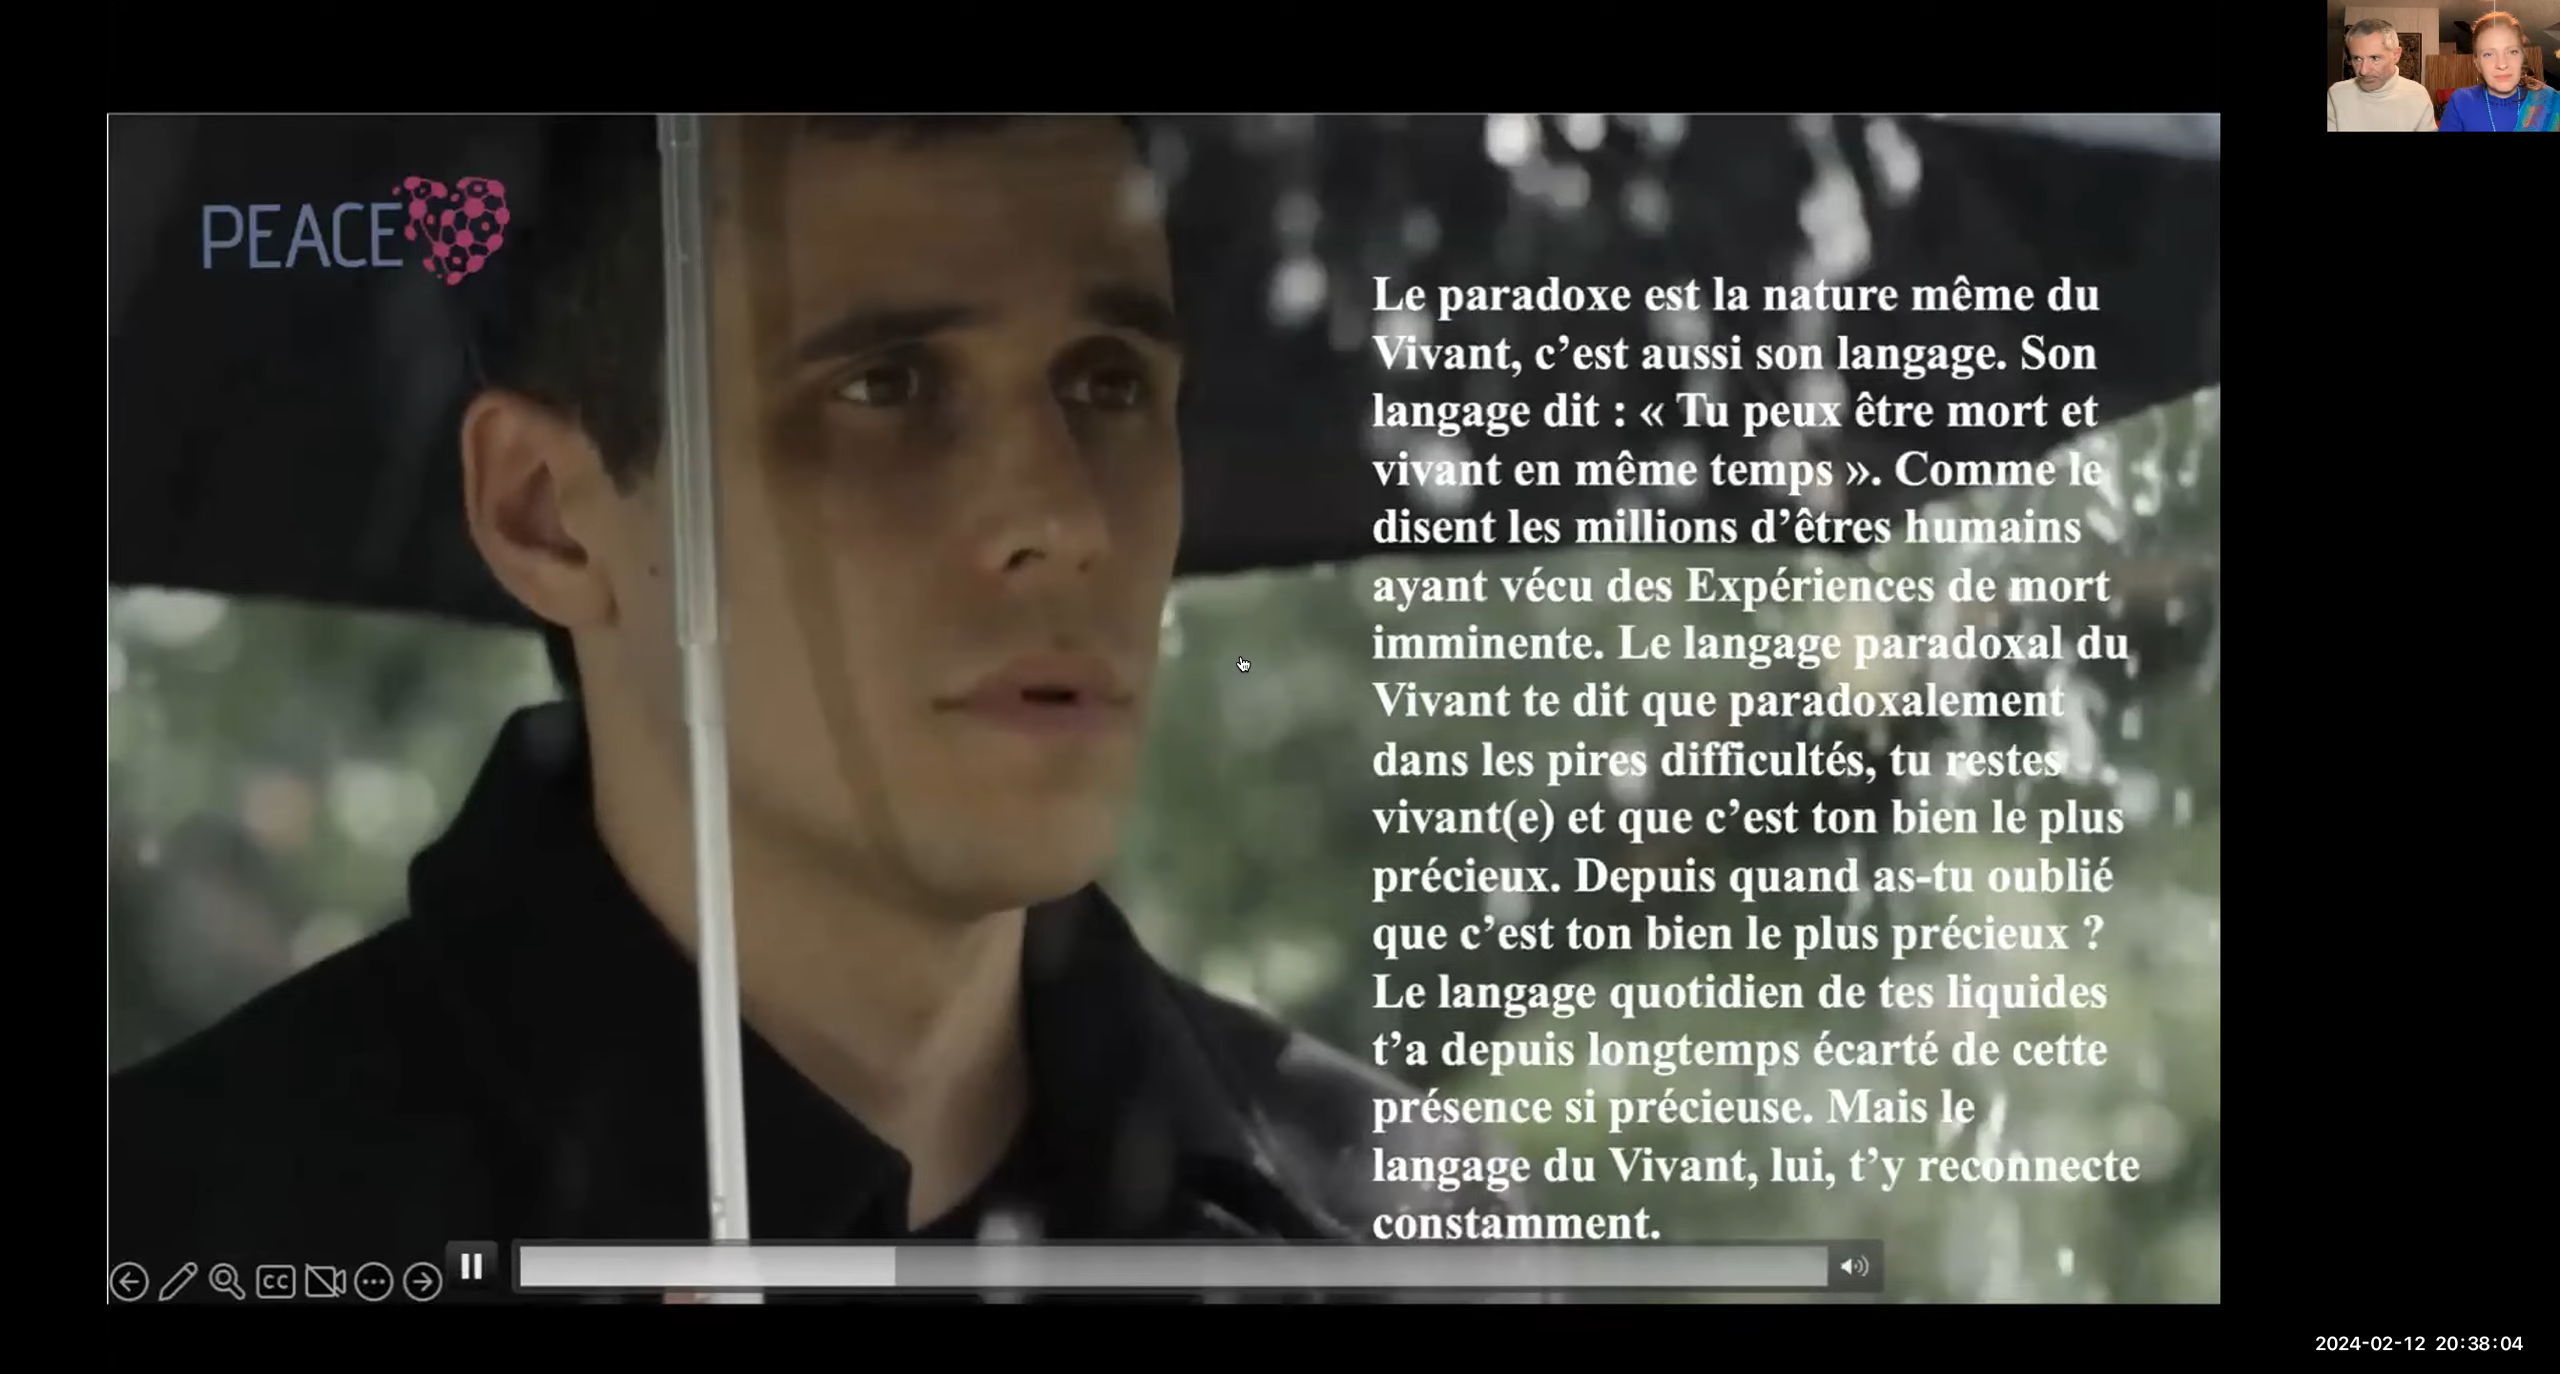 PEACE
Le paradoxe est la nature même du
Vivant, c’est aussi son langage. Son
langage dit : « Tu peux être mort et
vivant en même temps ». Comme le
disent les millions d’êtres humains
ayant vécu des Expériences de mort
imminente. Le langage paradoxal du
Vivant te dit que paradoxalement
dans les pires difficultés, tu restes
vivant(e) et que c’est ton bien le plus
précieux. Depuis quand as-tu oublié
que c’est ton bien le plus précieux ?
Le langage quotidien de tes liquides
t’a depuis longtemps écarté de cette
présence si précieuse. Mais le
langage du Vivant, lui, t’y reconnecte
constamment.
CC
2024-02-12 20:38:04